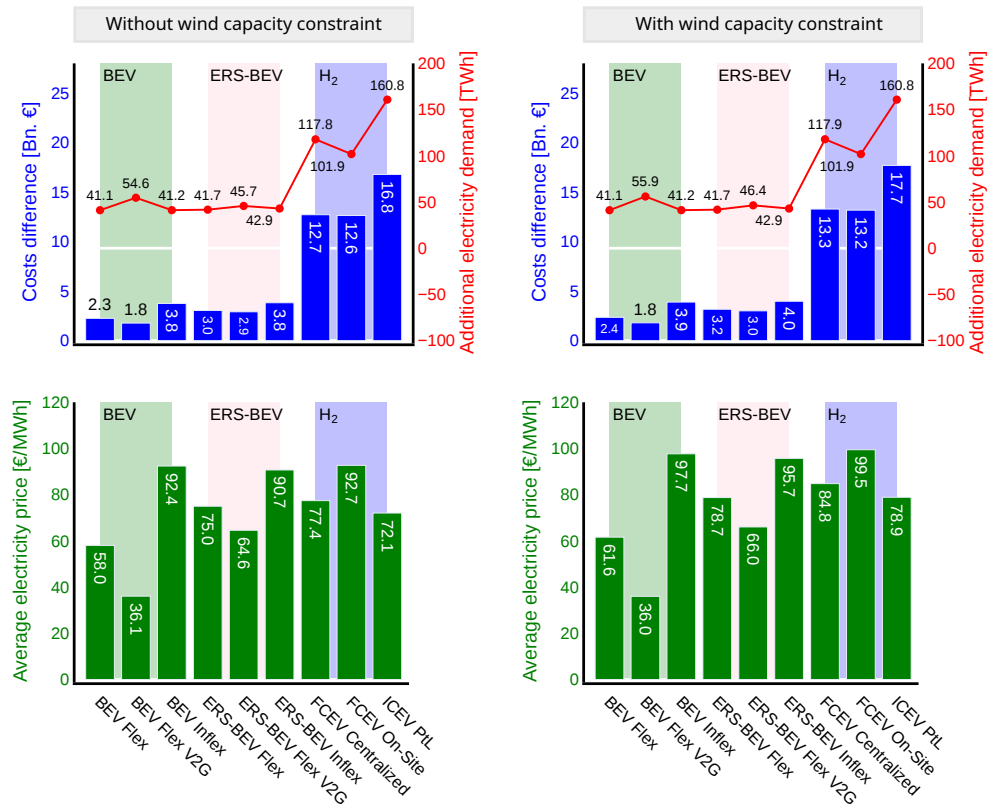 Without wind capacity constraint
With wind capacity constraint
Costs difference [Bn. €]
25
20
15
10
5
0
BEV
ERS-BEV
H2
41.1
54.6
41.2
41.7
45.7
42.9
117.8
101.9
160.8
2.3
1.8
3.8
3.0
2.9
3.8
12.7
12.6
16.8
200
150
100
50
0
−50
−100
Additional electricity demand [TWh]
Costs difference [Bn. €]
25
20
15
10
5
0
BEV
ERS-BEV
H2
41.1
55.9
41.2
41.7
46.4
42.9
117.9
101.9
160.8
2.4
1.8
3.9
3.2
3.0
4.0
13.3
13.2
17.7
200
150
100
50
0
−50
−100
Additional electricity demand [TWh]
Average electricity price [€/MWh]
120
100
80
60
40
20
0
BEV
ERS-BEV
H2
58.0
36.1
92.4
75.0
64.6
90.7
77.4
92.7
72.1
BEV Flex
BEV Flex V2G
BEV Inflex
ERS-BEV Flex
ERS-BEV Flex V2G
ERS-BEV Inflex
FCEV Centralized
FCEV On-Site
ICEV PtL
Average electricity price [€/MWh]
120
100
80
60
40
20
0
BEV
ERS-BEV
H2
61.6
36.0
97.7
78.7
66.0
95.7
84.8
99.5
78.9
BEV Flex
BEV Flex V2G
BEV Inflex
ERS-BEV Flex
ERS-BEV Flex V2G
ERS-BEV Inflex
FCEV Centralized
FCEV On-Site
ICEV PtL